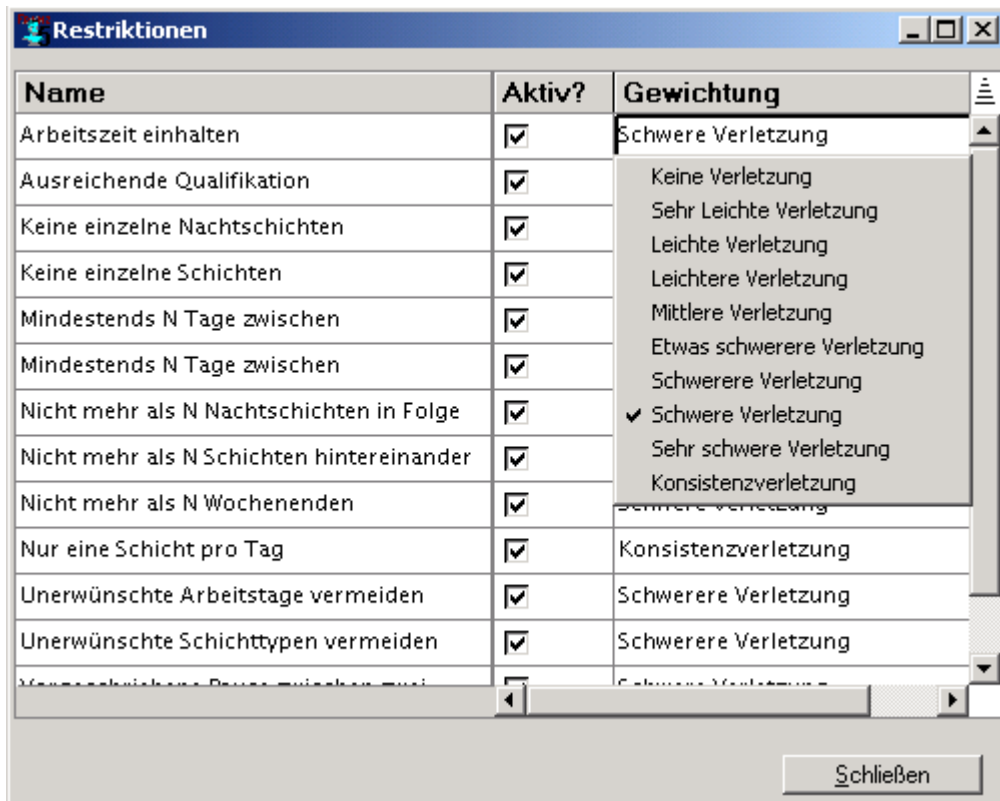 Restriktionen
Name Aktiv? Gewichtung
Arbeitszeit einhalten Schwere Verletzung
Ausreichende Qualifikation
Keine einzelne Nachtschichten
Keine einzelne Schichten
Mindestends N Tage zwischen
Mindestends N Tage zwischen
Nicht mehr als N Nachtschichten in Folge
Nicht mehr als N Schichten hintereinander
Nicht mehr als N Wochenenden
Keine Verletzung
Sehr Leichte Verletzung
Leichte Verletzung
Leichtere Verletzung
Mittlere Verletzung
Etwas schwerere Verletzung
Schwerere Verletzung
Schwere Verletzung
Sehr schwere Verletzung
Konsistenzverletzung
Nur eine Schicht pro Tag Konsistenzverletzung
Unerwünschte Arbeitstage vermeiden Schwerere Verletzung
Unerwünschte Schichttypen vermeiden Schwerere Verletzung
Schließen